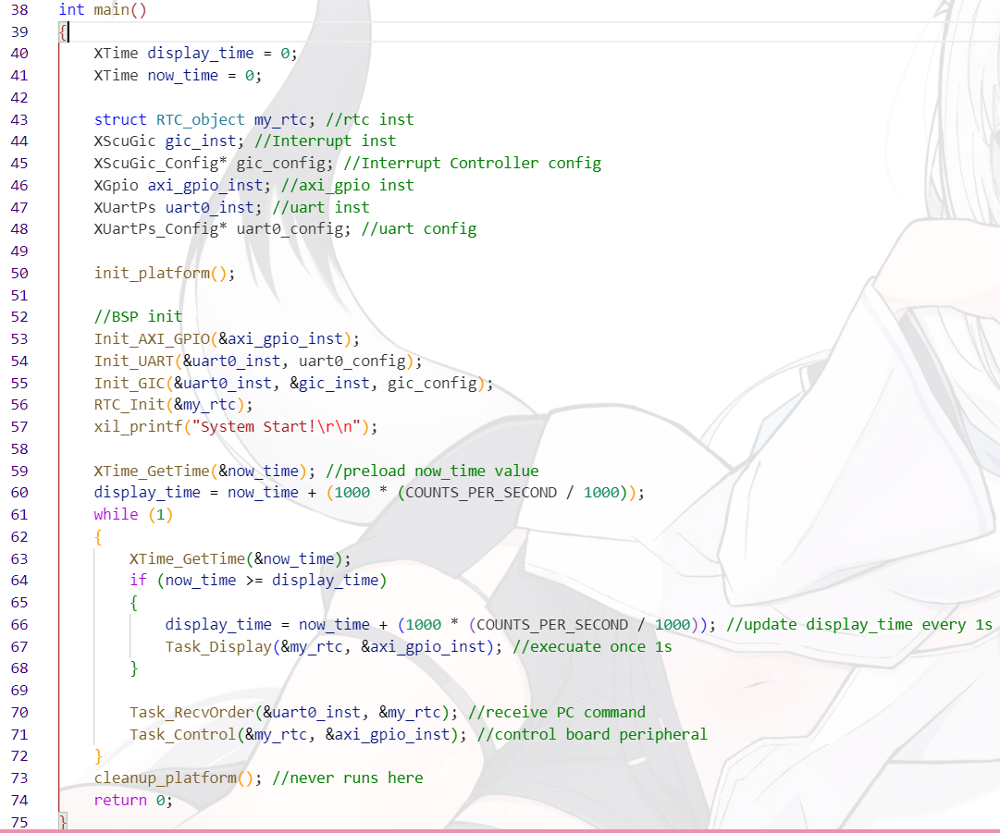 38 int main()
39 {
40 XTime display_time = 0;
41 XTime now_time = 0;
42
43 struct RTC_object my_rtc; //rtc inst
44 XScuGic gic_inst; //Interrupt inst
45 XScuGic_Config* gic_config; //Interrupt Controller config
46 XGpio axi_gpio_inst; //axi_gpio inst
47 XUartPs uart0_inst; //uart inst
48 XUartPs_Config* uart0_config; //uart config
49
50 init_platform();
51
52 //BSP init
53 Init_AXI_GPIO(&axi_gpio_inst);
54 Init_UART(&uart0_inst, uart0_config);
55 Init_GIC(&uart0_inst, &gic_inst, gic_config);
56 RTC_Init(&my_rtc);
57 xil_printf("System Start!\r\n");
58
59 XTime_GetTime(&now_time); //preload now_time value
60 display_time = now_time + (1000 * (COUNTS_PER_SECOND / 1000));
61 while (1)
62 {
63 XTime_GetTime(&now_time);
64 if (now_time >= display_time)
65 {
66 display_time = now_time + (1000 * (COUNTS_PER_SECOND / 1000)); //update display_time every 1s
67 Task_Display(&my_rtc, &axi_gpio_inst); //execuate once 1s
68 }
69
70 Task_RecvOrder(&uart0_inst, &my_rtc); //receive PC command
71 Task_Control(&my_rtc, &axi_gpio_inst); //control board peripheral
72 }
73 cleanup_platform(); //never runs here
74 return 0;
75 }